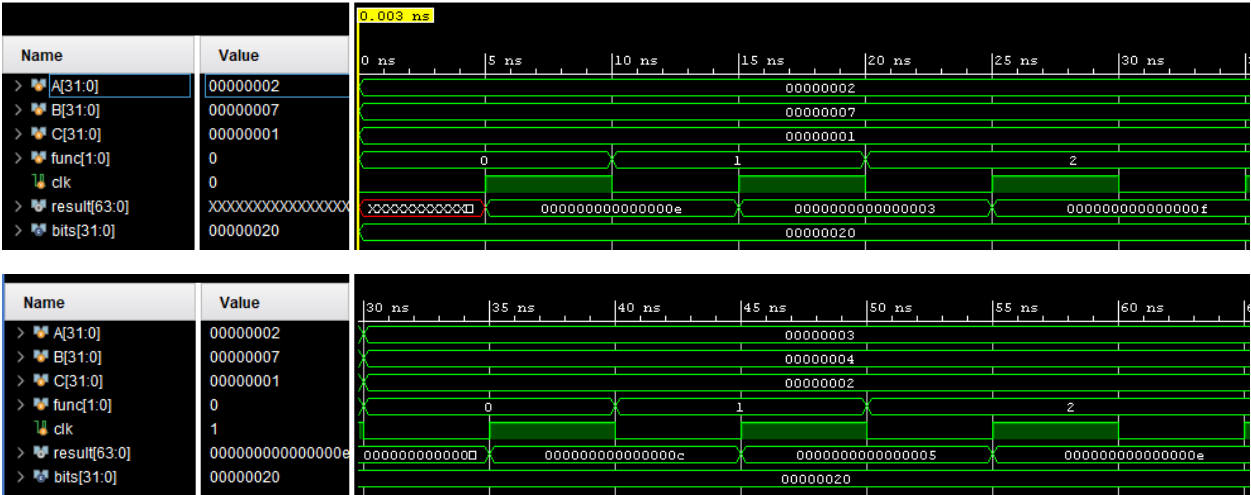 0.003 ns
Name Value 0 ns 5 ns 10 ns 15 ns 20 ns 25 ns 30 ns
A[31:0] 00000002 00000002
B[31:0] 00000007 00000007
C[31:0] 00000001 00000001
func[1:0] 0 0 1 2
clk 0
result[63:0] XXXXXXXXXXXXXXXX XXXXXXXXXXX 000000000000000e 0000000000000003 000000000000000f
bits[31:0] 00000020 00000020
Name Value 30 ns 35 ns 40 ns 45 ns 50 ns 55 ns 60 ns
A[31:0] 00000002 00000003
B[31:0] 00000007 00000004
C[31:0] 00000001 00000002
func[1:0] 0 0 1 2
clk 1
result[63:0] 000000000000000e 000000000000 000000000000000c 0000000000000005 000000000000000e
bits[31:0] 00000020 00000020